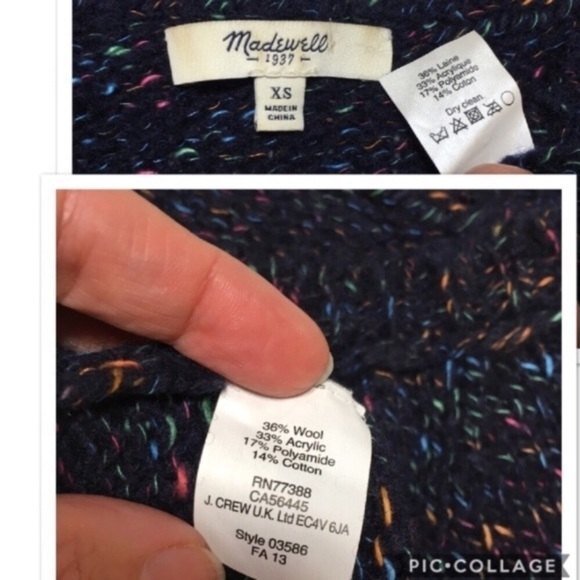 Madewell
1937
XS
MADE IN
CHINA
36% Laine
33% Acrylique
17% Polyamide
14% Coton
Dry clean.
36% Wool
33% Acrylic
17% Polyamide
14% Cotton
RN77388
CA56445
J. CREW U.K. Ltd EC4V 6JA
Style 03586
FA 13
PIC•COLLAGE